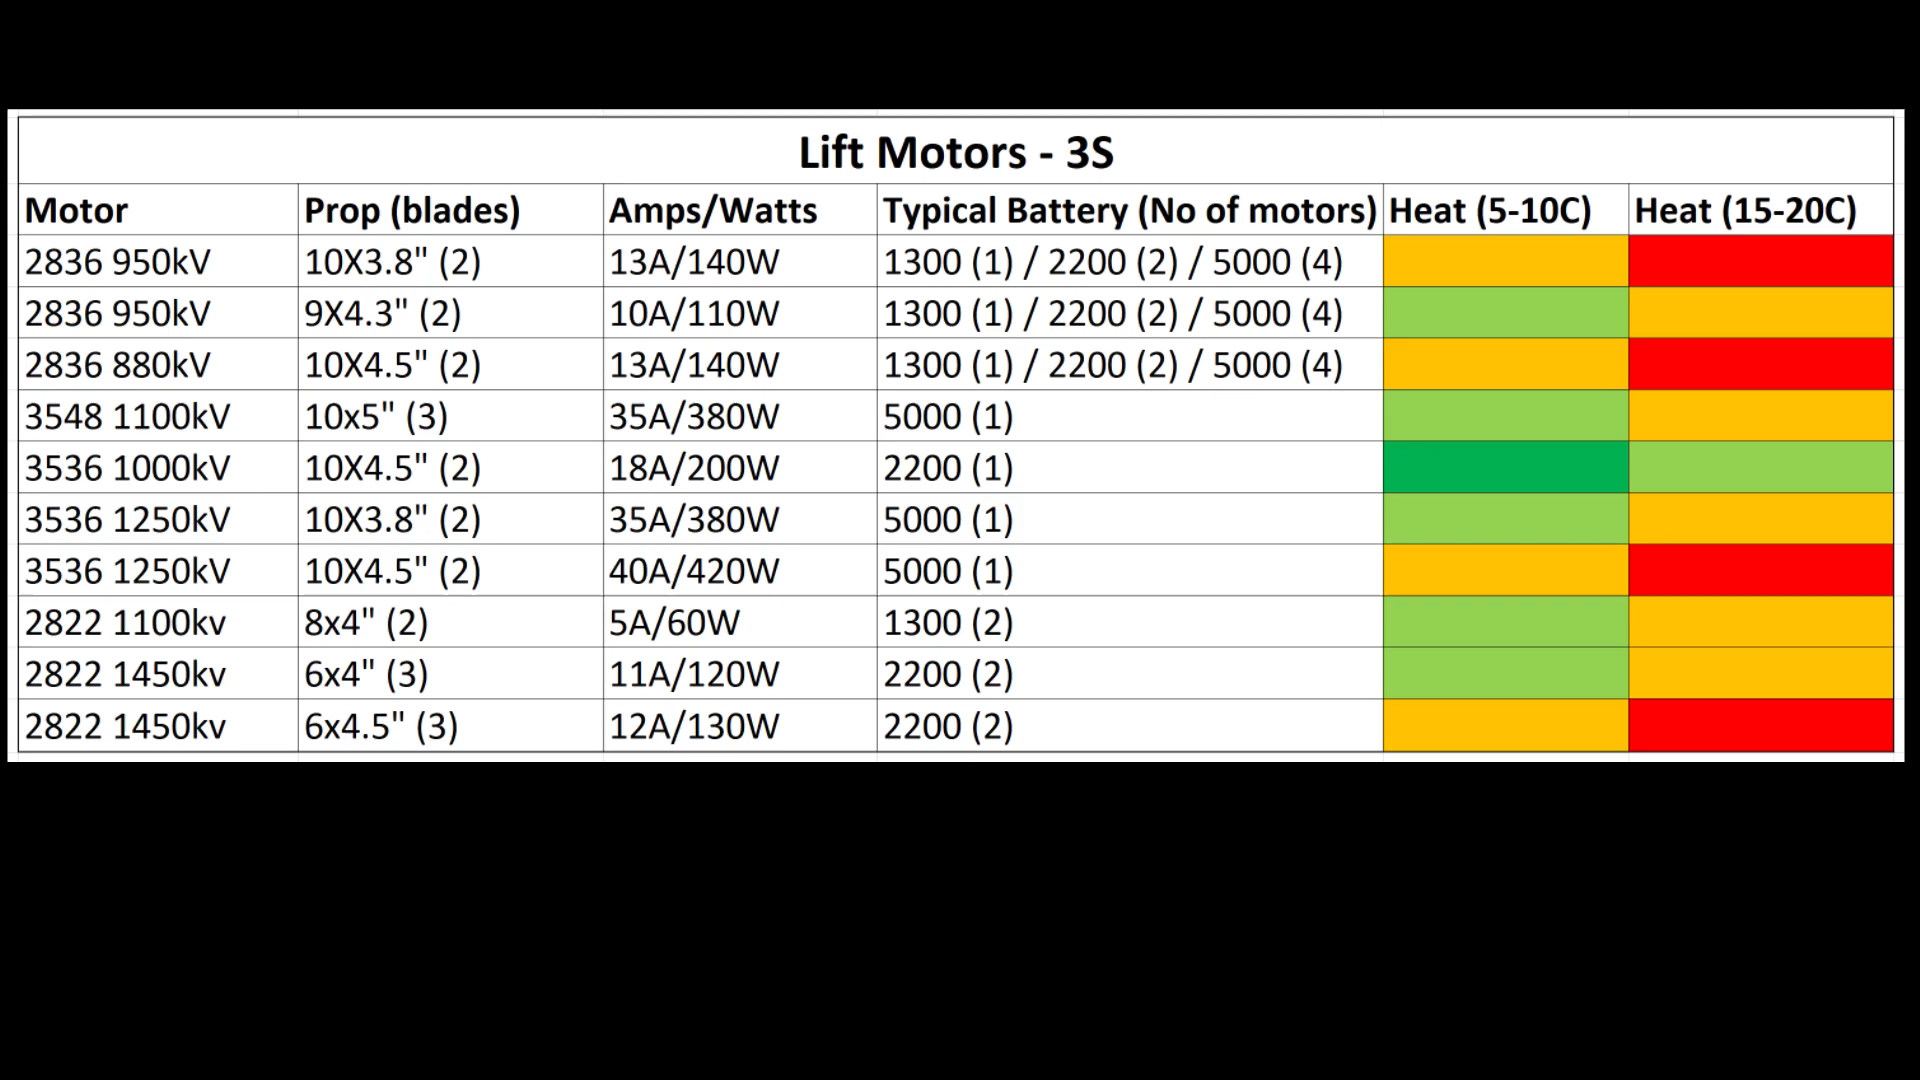 Lift Motors - 3S
Motor Prop (blades) Amps/Watts Typical Battery (No of motors) Heat (5-10C) Heat (15-20C)
2836 950kV 10X3.8" (2) 13A/140W 1300 (1) / 2200 (2) / 5000 (4)
2836 950kV 9X4.3" (2) 10A/110W 1300 (1) / 2200 (2) / 5000 (4)
2836 880kV 10X4.5" (2) 13A/140W 1300 (1) / 2200 (2) / 5000 (4)
3548 1100kV 10x5" (3) 35A/380W 5000 (1)
3536 1000kV 10X4.5" (2) 18A/200W 2200 (1)
3536 1250kV 10X3.8" (2) 35A/380W 5000 (1)
3536 1250kV 10X4.5" (2) 40A/420W 5000 (1)
2822 1100kv 8x4" (2) 5A/60W 1300 (2)
2822 1450kv 6x4" (3) 11A/120W 2200 (2)
2822 1450kv 6x4.5" (3) 12A/130W 2200 (2)